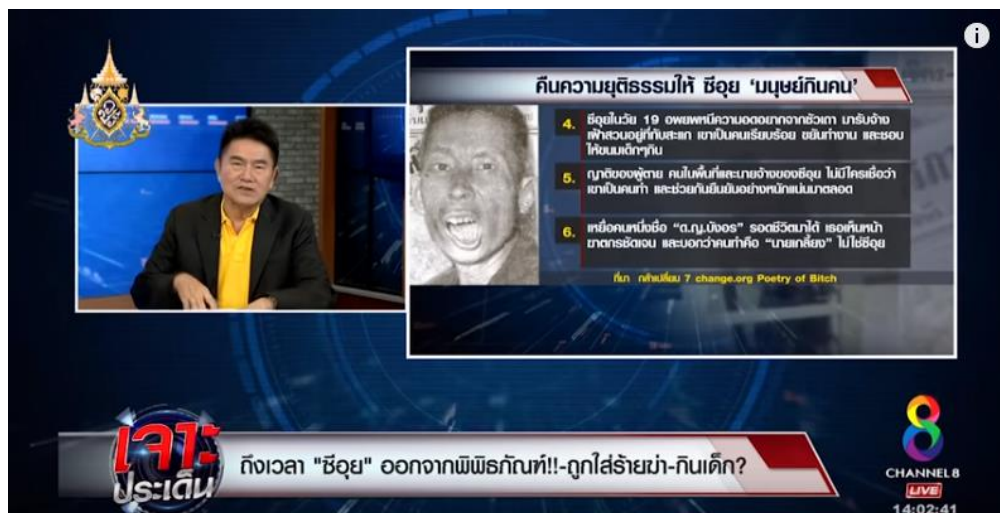 คืนความยุติธรรมให้ ซีอุย ‘มนุษย์กินคน’
4. ซีอุยในวัย 19 อพยพหนีความอดอยากจากซัวเถา มารับจ้าง
เฝ้าสวนอยู่ที่ทับสะแก เขาเป็นคนเรียบร้อย ขยันทำงาน และชอบ
ให้ขนมเด็กๆกิน
5. ญาติของผู้ตาย คนในพื้นที่และนายจ้างของซีอุย ไม่มีใครเชื่อว่า
เขาเป็นคนทำ และช่วยกันยืนยันอย่างหนักแน่นมาตลอด
6. เหยื่อคนหนึ่งชื่อ “ด.ญ.บังอร” รอดชีวิตมาได้ เธอเห็นหน้า
ฆาตกรชัดเจน และบอกว่าคนทำคือ “นายเกลี้ยง” ไม่ใช่ซีอุย
ที่มา กล้าเปลี่ยน 7 change.org Poetry of Bitch
เจาะ
ประเด็น
ถึงเวลา "ซีอุย" ออกจากพิพิธภัณฑ์!!-ถูกใส่ร้ายฆ่า-กินเด็ก?
8
CHANNEL 8
LIVE
14:02:41